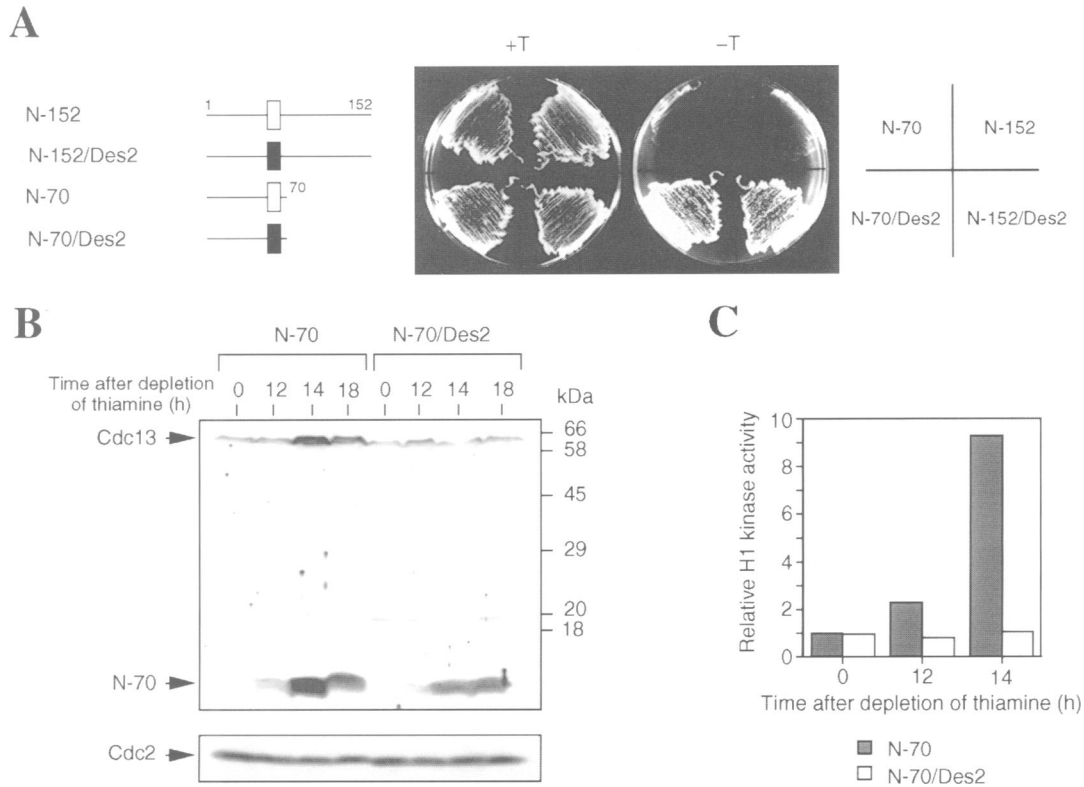 A
+T
−T
N-152
1
152
N-152/Des2
N-70
70
N-70/Des2
N-70
N-152
N-70/Des2
N-152/Des2
B
N-70
N-70/Des2
Time after depletion
of thiamine (h)
0 12 14 18 0 12 14 18
kDa
Cdc13
66
58
45
29
20
18
N-70
Cdc2
C
Relative H1 kinase activity
10
8
6
4
2
0
0 12 14
Time after depletion of thiamine (h)
N-70
N-70/Des2